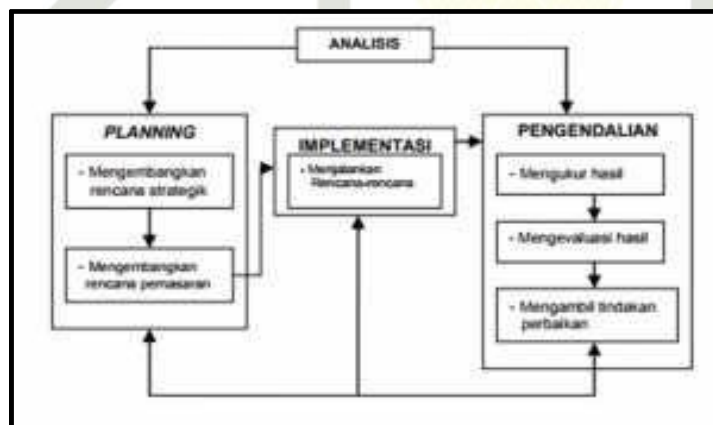 ANALISIS
PLANNING
- Mengembangkan
rencana strategik
- Mengembangkan
rencana pemasaran
IMPLEMENTASI
- Menjalankan
Rencana-rencana
PENGENDALIAN
- Mengukur hasil
- Mengevaluasi hasil
- Mengambil tindakan
perbaikan